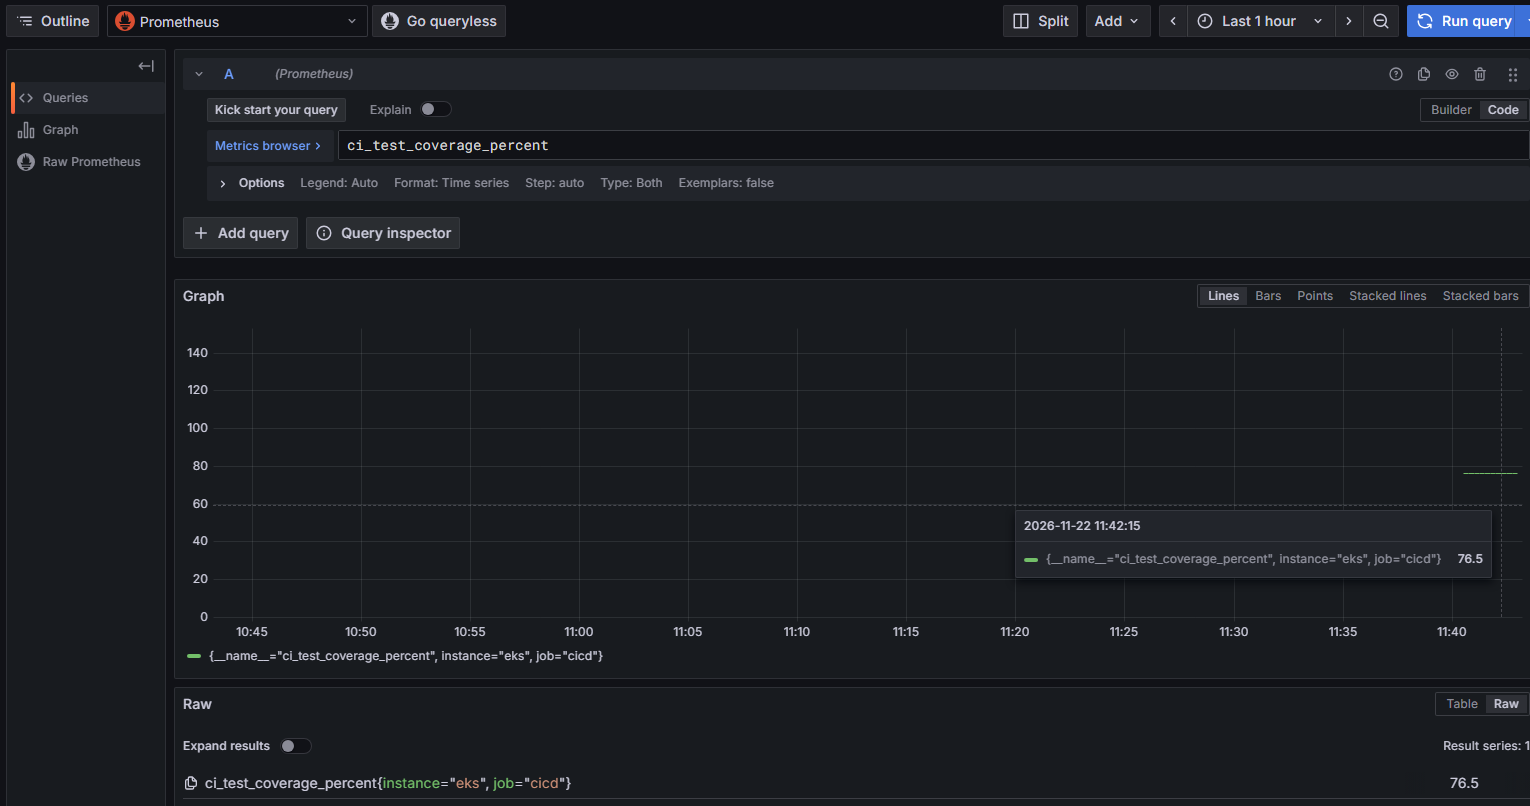 Outline Prometheus Go queryless Split Add Last 1 hour Run query
Queries
Graph
Raw Prometheus
A (Prometheus)
Kick start your query Explain Builder Code
Metrics browser > ci_test_coverage_percent
Options Legend: Auto Format: Time series Step: auto Type: Both Exemplars: false
+ Add query Query inspector
Graph Lines Bars Points Stacked lines Stacked bars
140
120
100
80
60
40
20
0
2026-11-22 11:42:15
{__name__="ci_test_coverage_percent", instance="eks", job="cicd"} 76.5
10:45 10:50 10:55 11:00 11:05 11:10 11:15 11:20 11:25 11:30 11:35 11:40
{__name__="ci_test_coverage_percent", instance="eks", job="cicd"}
Raw Table Raw
Expand results Result series: 1
ci_test_coverage_percent{instance="eks", job="cicd"} 76.5